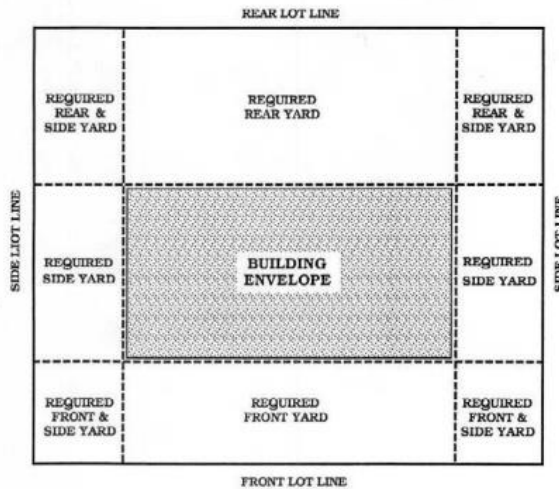 REAR LOT LINE
REQUIRED
REAR &
SIDE YARD
REQUIRED
REAR YARD
REQUIRED
REAR &
SIDE YARD
SIDE LIOT LINE
REQUIRED
SIDE YARD
BUILDING
ENVELOPE
REQUIRED
SIDE YARD
SIDE LOT LINE
REQUIRED
FRONT &
SIDE YARD
REQUIRED
FRONT YARD
REQUIRED
FRONT &
SIDE YARD
FRONT LOT LINE